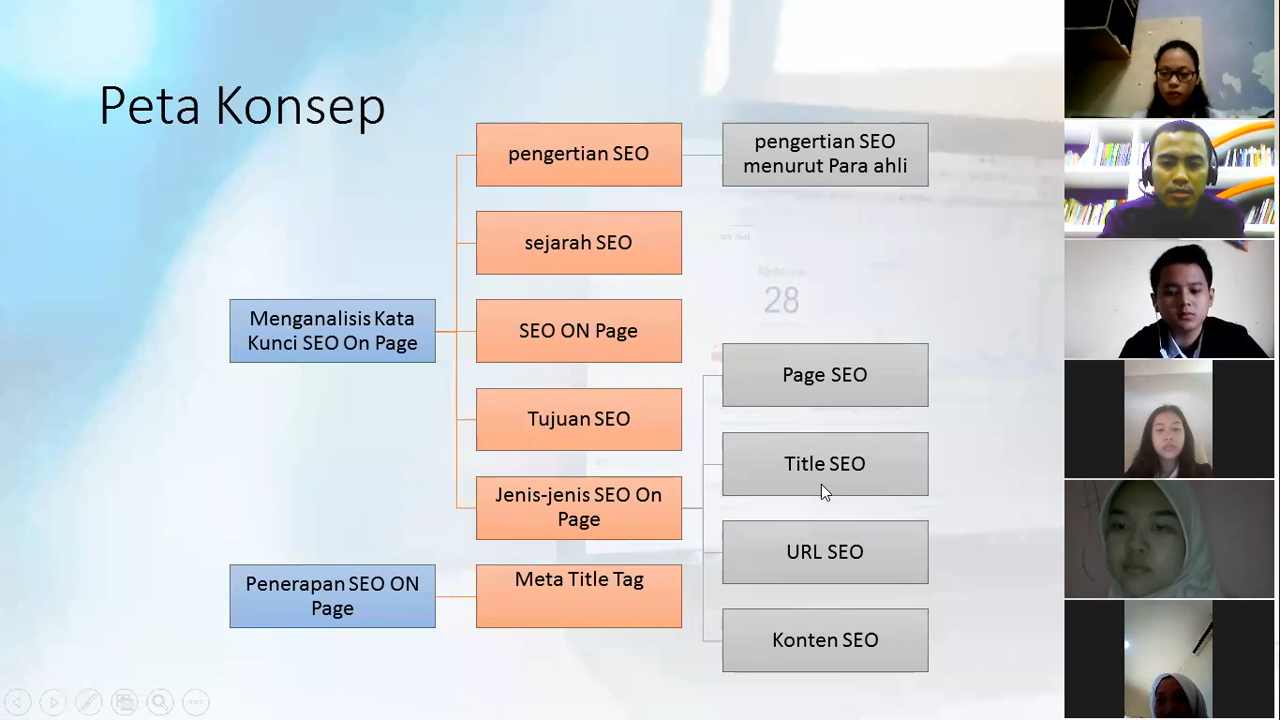 Peta Konsep
pengertian SEO
pengertian SEO
menurut Para ahli
sejarah SEO
Menganalisis Kata
Kunci SEO On Page
SEO ON Page
28
Page SEO
Tujuan SEO
Title SEO
Jenis-jenis SEO On
Page
URL SEO
Penerapan SEO ON
Page
Meta Title Tag
Konten SEO